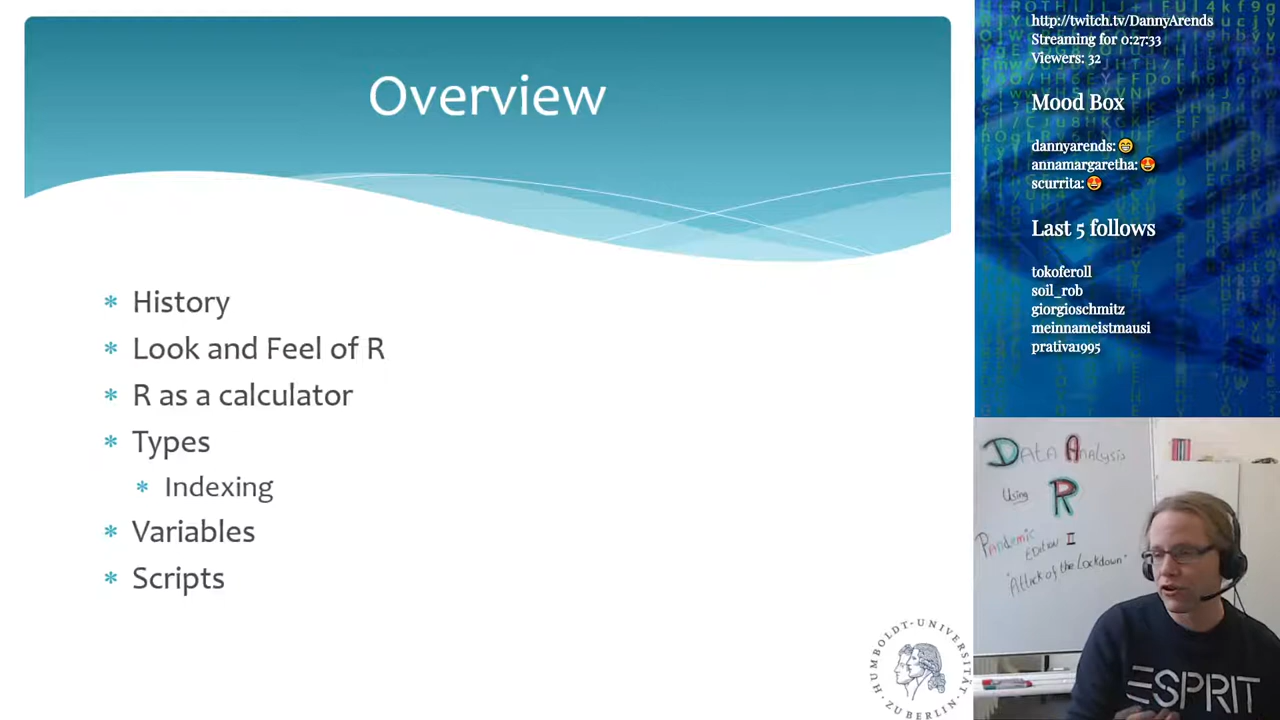 Overview
* History
* Look and Feel of R
* R as a calculator
* Types
* Indexing
* Variables
* Scripts
HUMBOLDT-UNIVERSITÄT
· ZU BERLIN ·
http://twitch.tv/DannyArends
Streaming for 0:27:33
Viewers: 32
Mood Box
dannyarends: 😁
annamargaretha: 😍
scurrita: 😍
Last 5 follows
tokoferoll
soil_rob
giorgioschmitz
meinnameistmausi
prativa1995
DATA ANALYSIS
Using R
Pandemic
Edition II
"Attack of the Lockdown"
ESPRIT